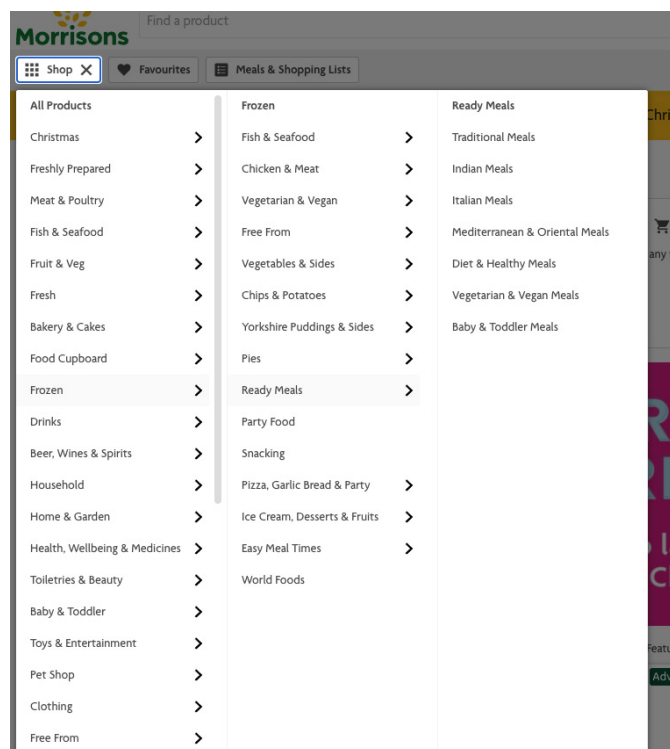 Morrisons
Find a product
Shop
Favourites
Meals & Shopping Lists
All Products
Christmas
Freshly Prepared
Meat & Poultry
Fish & Seafood
Fruit & Veg
Fresh
Bakery & Cakes
Food Cupboard
Frozen
Drinks
Beer, Wines & Spirits
Household
Home & Garden
Health, Wellbeing & Medicines
Toiletries & Beauty
Baby & Toddler
Toys & Entertainment
Pet Shop
Clothing
Free From
Frozen
Fish & Seafood
Chicken & Meat
Vegetarian & Vegan
Free From
Vegetables & Sides
Chips & Potatoes
Yorkshire Puddings & Sides
Pies
Ready Meals
Party Food
Snacking
Pizza, Garlic Bread & Party
Ice Cream, Desserts & Fruits
Easy Meal Times
World Foods
Ready Meals
Traditional Meals
Indian Meals
Italian Meals
Mediterranean & Oriental Meals
Diet & Healthy Meals
Vegetarian & Vegan Meals
Baby & Toddler Meals
any